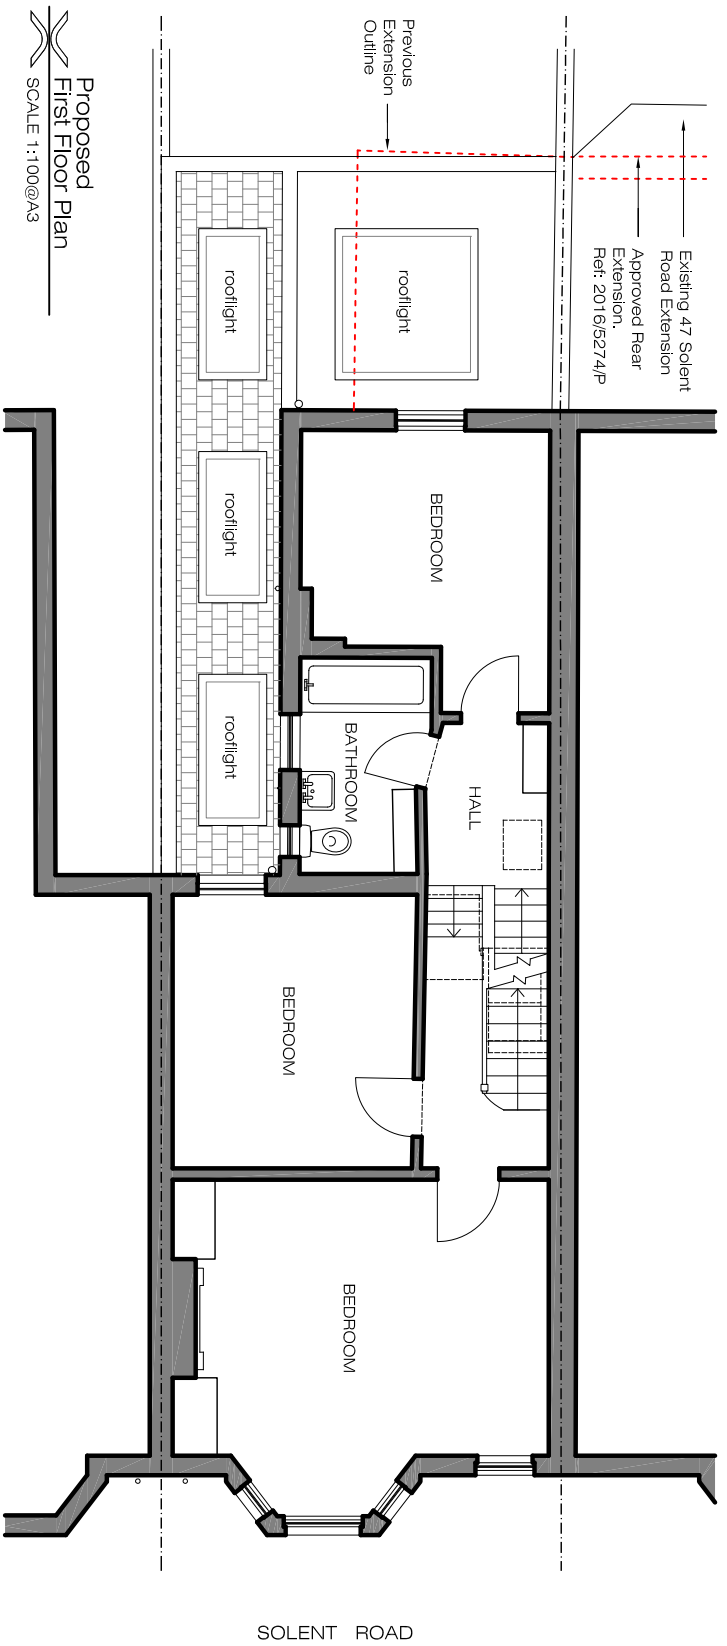 Previous
Extension
Outline
Existing 47 Solent
Road Extension
Approved Rear
Extension.
Ref: 2016/5274/P
Proposed
First Floor Plan
SCALE 1:100@A3
rooflight
rooflight
rooflight
rooflight
BEDROOM
BATHROOM
HALL
BEDROOM
BEDROOM
SOLENT ROAD